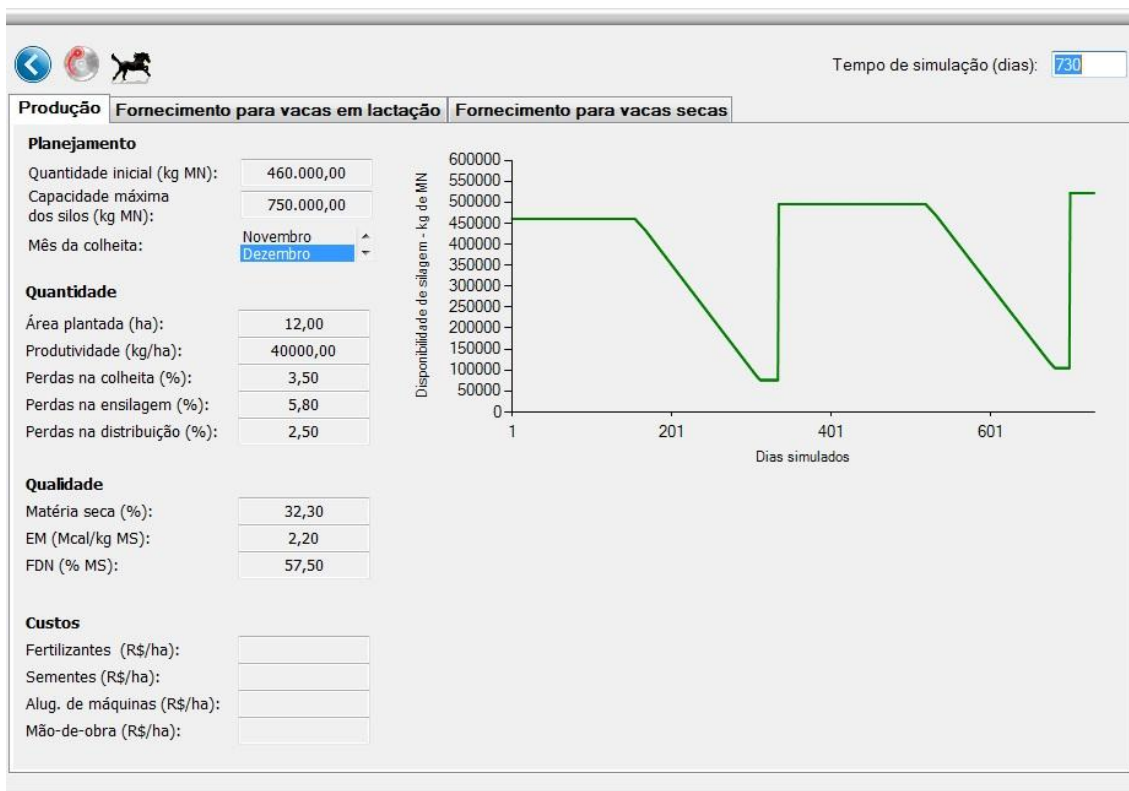 Tempo de simulação (dias): 730
Produção Fornecimento para vacas em lactação Fornecimento para vacas secas
Planejamento
Quantidade inicial (kg MN): 460.000,00
Capacidade máxima
dos silos (kg MN): 750.000,00
Mês da colheita: Novembro
Dezembro
Quantidade
Área plantada (ha): 12,00
Produtividade (kg/ha): 40000,00
Perdas na colheita (%): 3,50
Perdas na ensilagem (%): 5,80
Perdas na distribuição (%): 2,50
Qualidade
Matéria seca (%): 32,30
EM (Mcal/kg MS): 2,20
FDN (% MS): 57,50
Custos
Fertilizantes (R$/ha):
Sementes (R$/ha):
Alug. de máquinas (R$/ha):
Mão-de-obra (R$/ha):
Disponibilidade de silagem - kg de MN
600000
550000
500000
450000
400000
350000
300000
250000
200000
150000
100000
50000
0
1 201 401 601
Dias simulados